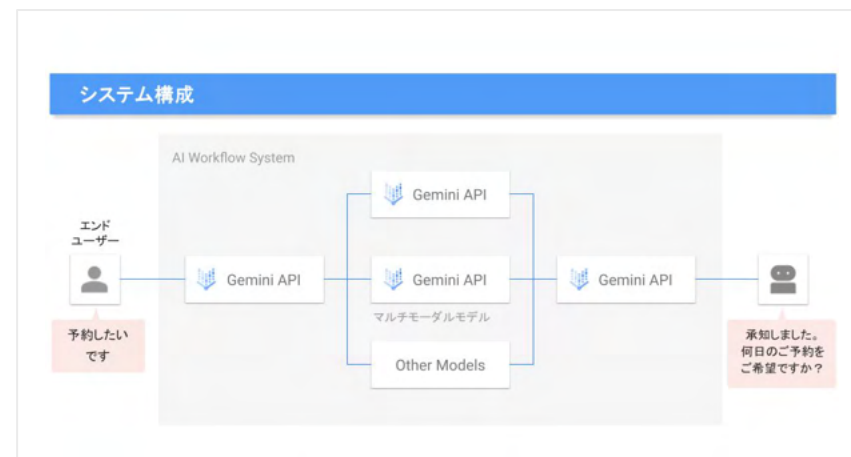 システム構成
AI Workflow System
Gemini API
エンド
ユーザー
Gemini API
Gemini API
Gemini API
マルチモーダルモデル
予約したい
です
Other Models
承知しました。
何日のご予約を
ご希望ですか？